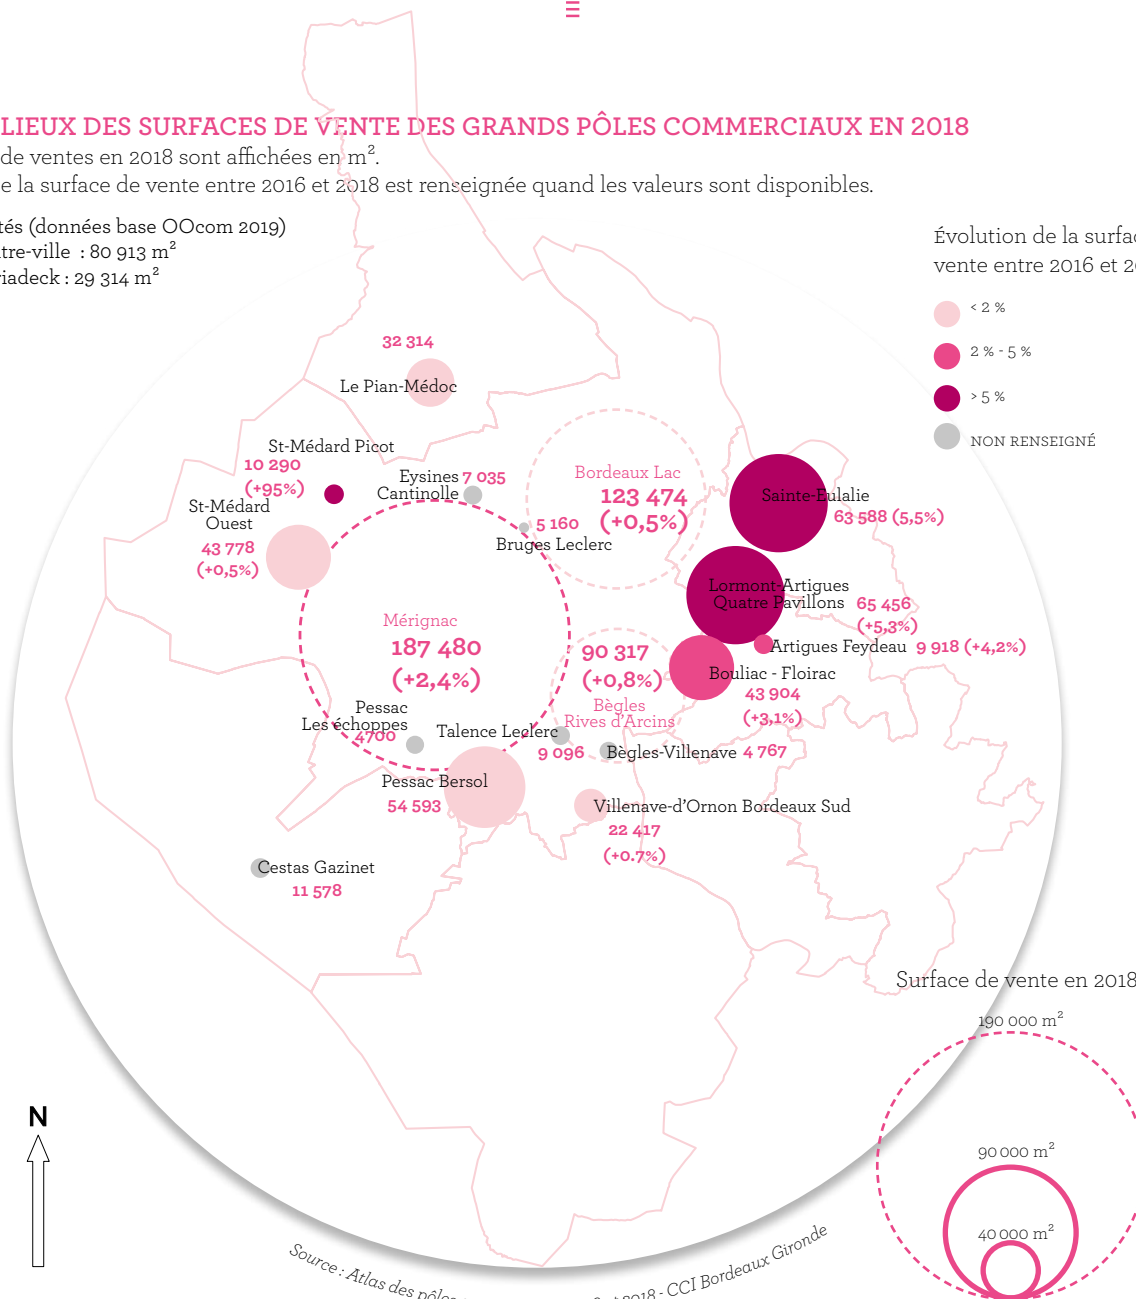 LIEUX DES SURFACES DE VENTE DES GRANDS PÔLES COMMERCIAUX EN 2018
de ventes en 2018 sont affichées en m².
e la surface de vente entre 2016 et 2018 est renseignée quand les valeurs sont disponibles.
tés (données base OOcom 2019)
tre-ville : 80 913 m²
iadeck : 29 314 m²
Évolution de la surfac
vente entre 2016 et 20
< 2 %
2 % - 5 %
> 5 %
NON RENSEIGNÉ
32 314
Le Pian-Médoc
St-Médard Picot
10 290
(+95%)
St-Médard
Ouest
43 778
(+0,5%)
Eysines 7 035
Cantinolle
5 160
Bruges Leclerc
Bordeaux Lac
123 474
(+0,5%)
Sainte-Eulalie
63 588 (5,5%)
Lormont-Artigues
Quatre Pavillons
65 456
(+5,3%)
Artigues Feydeau 9 918 (+4,2%)
Bouliac - Floirac
43 904
(+3,1%)
Mérignac
187 480
(+2,4%)
90 317
(+0,8%)
Bègles
Rives d'Arcins
Pessac
Les échoppes
4700
Talence Leclerc
9 096
Bègles-Villenave 4 767
Pessac Bersol
54 593
Villenave-d'Ornon Bordeaux Sud
22 417
(+0.7%)
Cestas Gazinet
11 578
Surface de vente en 2018
190 000 m²
90 000 m²
40 000 m²
N
Source : Atlas des pôles 2018 - CCI Bordeaux Gironde